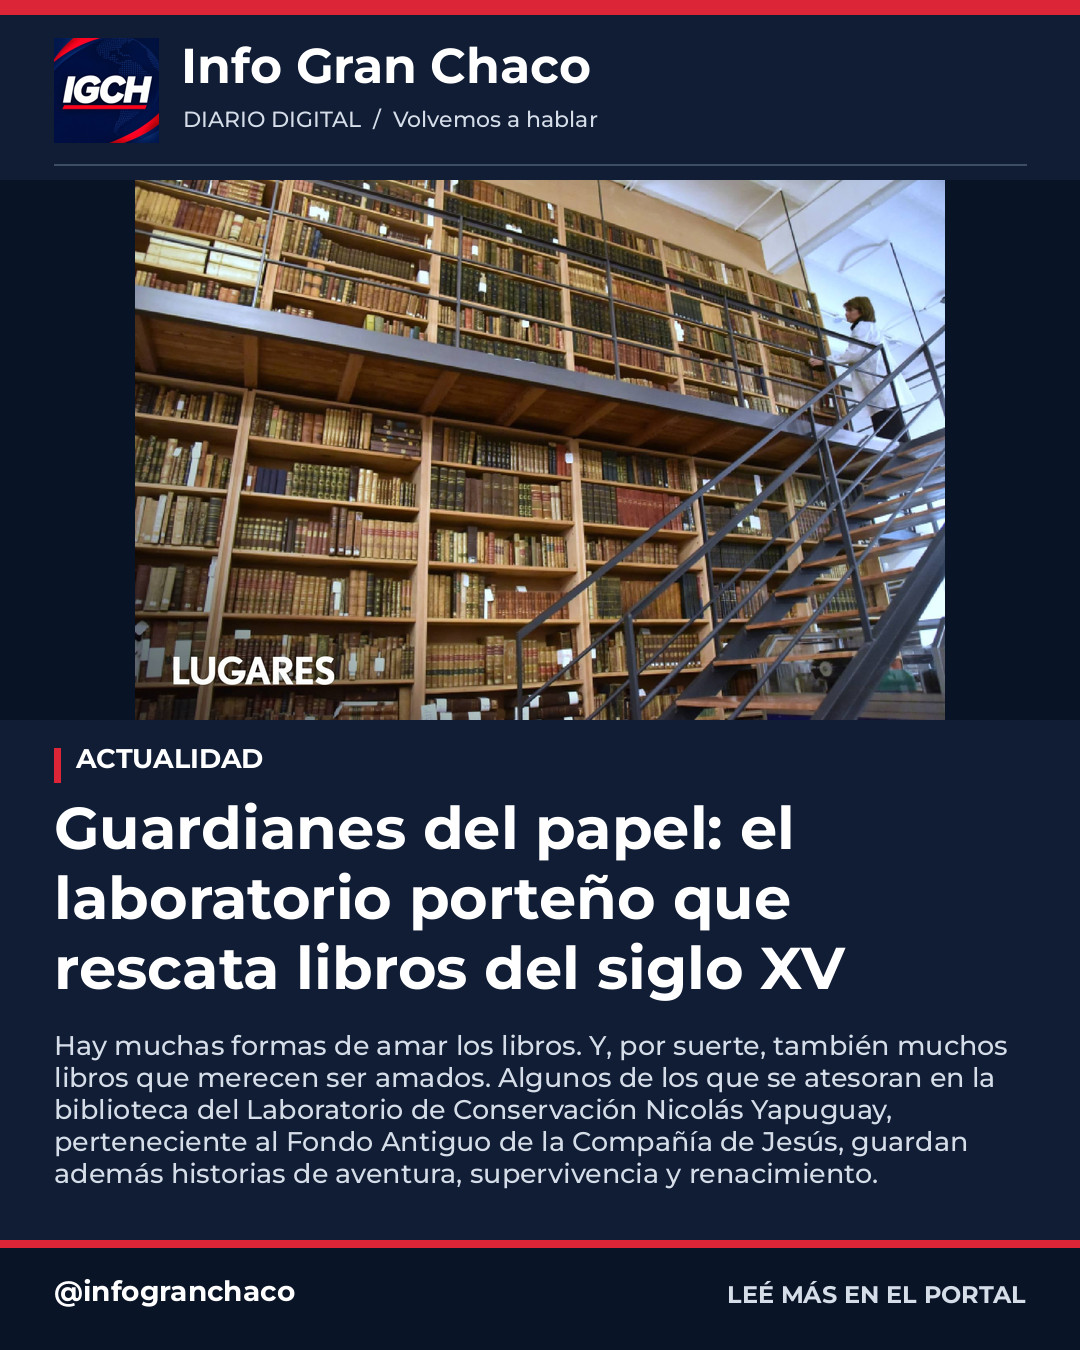 IGCH
Info Gran Chaco
DIARIO DIGITAL / Volvemos a hablar
LUGARES
ACTUALIDAD
Guardianes del papel: el
laboratorio porteño que
rescata libros del siglo XV
Hay muchas formas de amar los libros. Y, por suerte, también muchos
libros que merecen ser amados. Algunos de los que se atesoran en la
biblioteca del Laboratorio de Conservación Nicolás Yapuguay,
perteneciente al Fondo Antiguo de la Compañía de Jesús, guardan
además historias de aventura, supervivencia y renacimiento.
@infogranchaco
LEÉ MÁS EN EL PORTAL